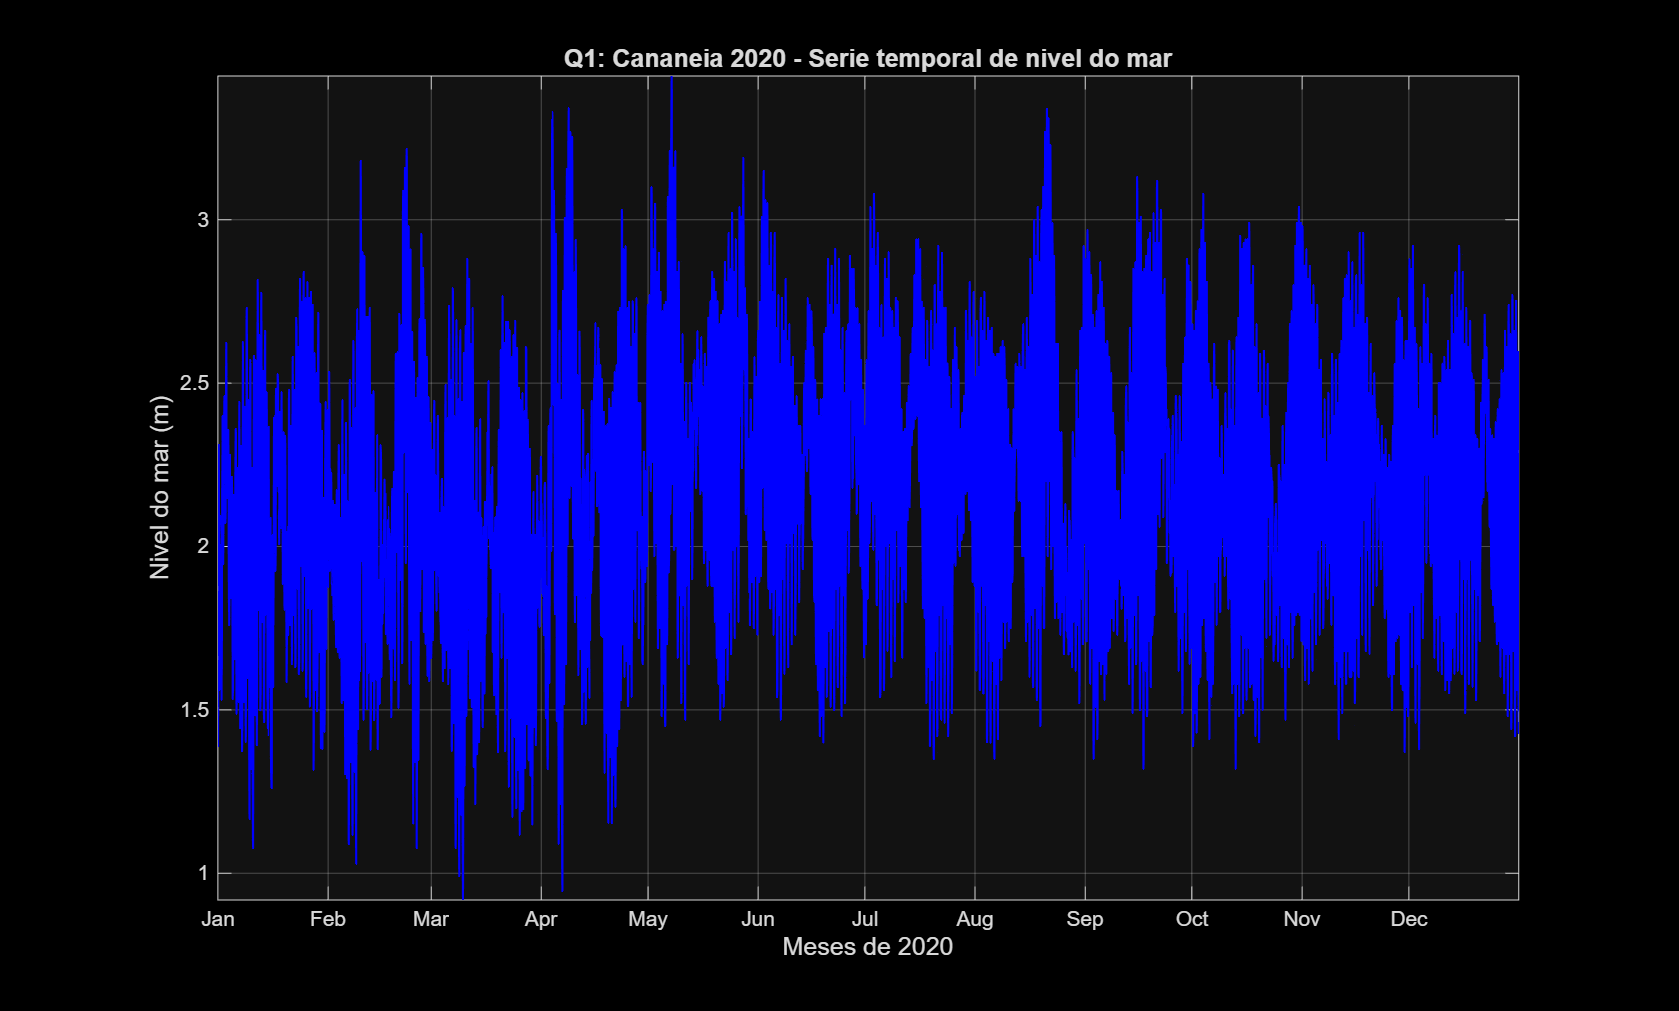 Q1: Cananeia 2020 - Serie temporal de nivel do mar
Nivel do mar (m)
3
2.5
2
1.5
1
Jan Feb Mar Apr May Jun Jul Aug Sep Oct Nov Dec
Meses de 2020